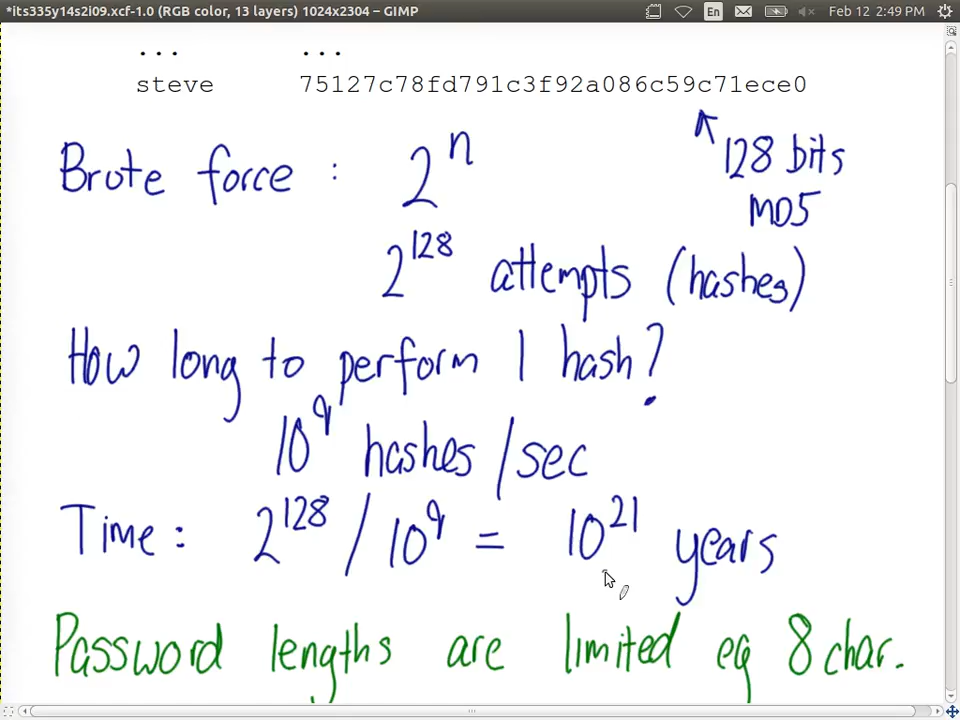 *its335y14s2i09.xcf-1.0 (RGB color, 13 layers) 1024x2304 – GIMP En Feb 12 2:49 PM
... ...
steve 75127c78fd791c3f92a086c59c71ece0
Brute force : 2^n
128 bits
MD5
2^128 attempts (hashes)
How long to perform 1 hash?
10^9 hashes /sec
Time: 2^128 / 10^9 = 10^21 years
Password lengths are limited eg 8 char.